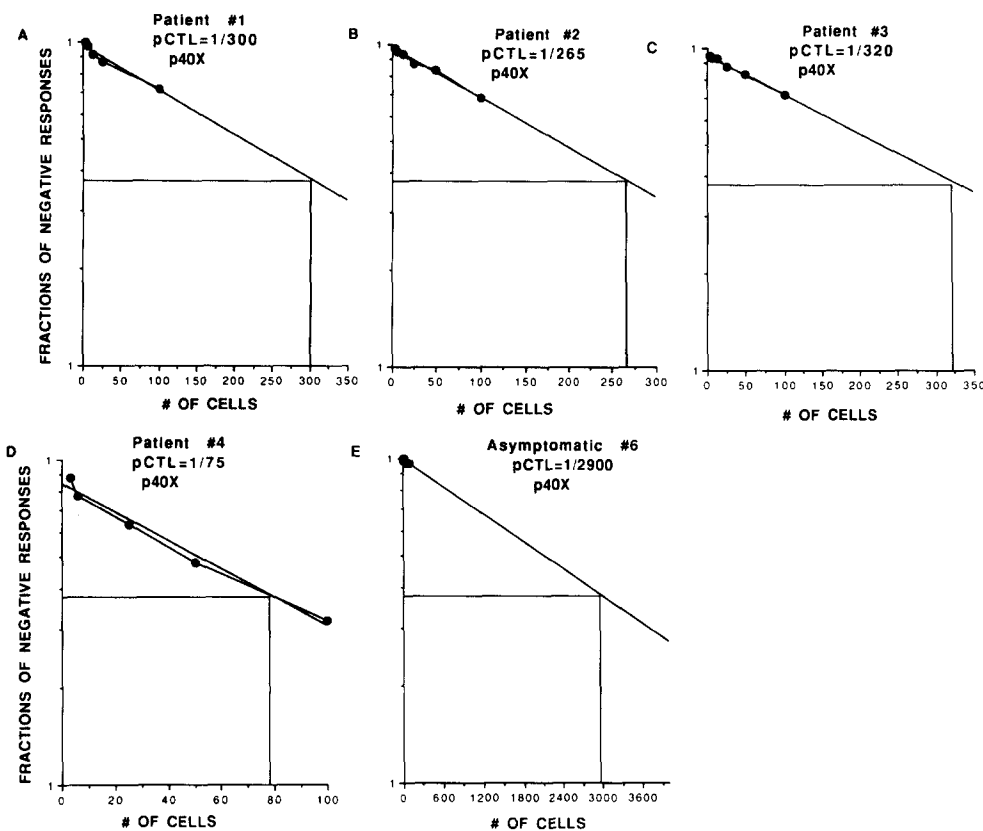 A
Patient #1
pCTL=1/300
p40X
FRACTIONS OF NEGATIVE RESPONSES
1
1
0 50 100 150 200 250 300 350
# OF CELLS
B
Patient #2
pCTL=1/265
p40X
1
1
0 50 100 150 200 250 300
# OF CELLS
C
Patient #3
pCTL=1/320
p40X
1
1
0 50 100 150 200 250 300 350
# OF CELLS
D
Patient #4
pCTL=1/75
p40X
FRACTIONS OF NEGATIVE RESPONSES
1
1
0 20 40 60 80 100
# OF CELLS
E
Asymptomatic #6
pCTL=1/2900
p40X
1
1
0 600 1200 1800 2400 3000 3600
# OF CELLS